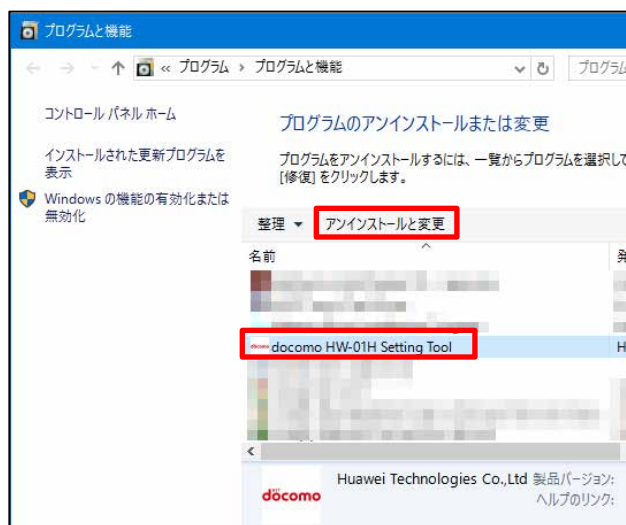 プログラムと機能
« プログラム › プログラムと機能
プログラム
コントロール パネル ホーム
インストールされた更新プログラムを
表示
Windows の機能の有効化または
無効化
プログラムのアンインストールまたは変更
プログラムをアンインストールするには、一覧からプログラムを選択して
[修復] をクリックします。
整理 アンインストールと変更
名前
docomo HW-01H Setting Tool H
docomo
Huawei Technologies Co.,Ltd 製品バージョン:
ヘルプのリンク: